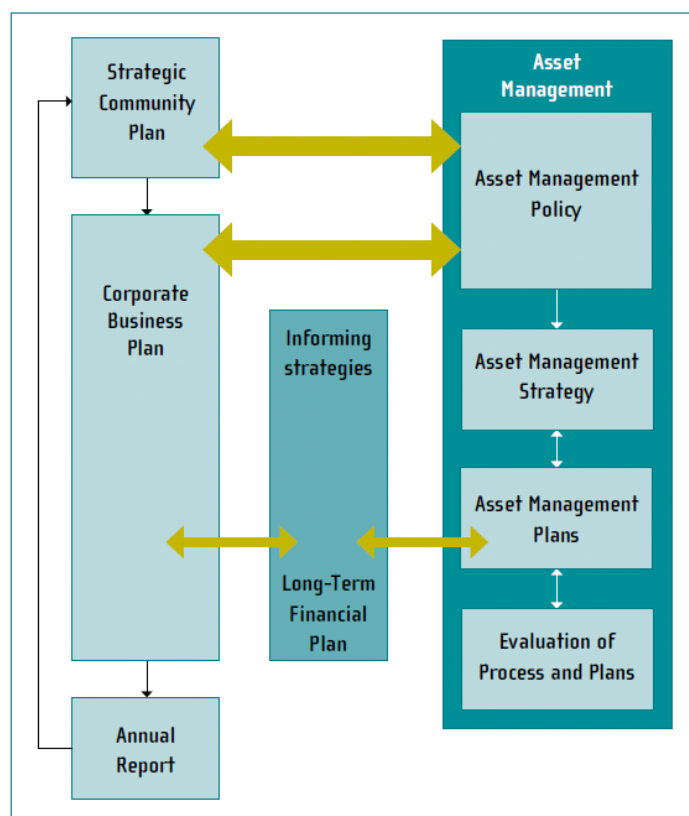 Strategic
Community
Plan
Corporate
Business
Plan
Annual
Report
Informing
strategies
Long-Term
Financial
Plan
Asset
Management
Asset Management
Policy
Asset Management
Strategy
Asset Management
Plans
Evaluation of
Process and Plans